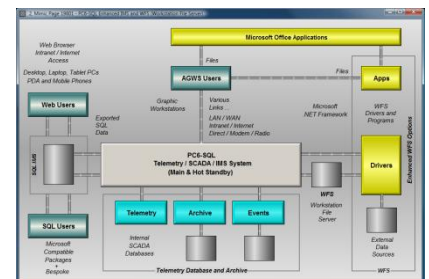 Microsoft Office Applications
Web Browser
Intranet / Internet
Access
Desktop, Laptop, Tablet PCs
PDA and Mobile Phones
Files
AGWS Users
Files
Apps
Web Users
Exported
SQL
Data
Graphic
Workstations
Various
Links ...
LAN / WAN
Intranet / Internet
Direct / Modem / Radio
Microsoft
.NET Framework
WFS
Drivers and
Programs
Enhanced WFS Options
SQL IMS
PC6-SQL
Telemetry / SCADA / IMS System
(Main & Hot Standby)
Drivers
WFS
Workstation
File
Server
SQL Users
Microsoft
Compatible
Packages
+
Bespoke
Telemetry
Archive
Events
Internal
SCADA
Databases
External
Data
Sources
Telemetry Database and Archive
WFS